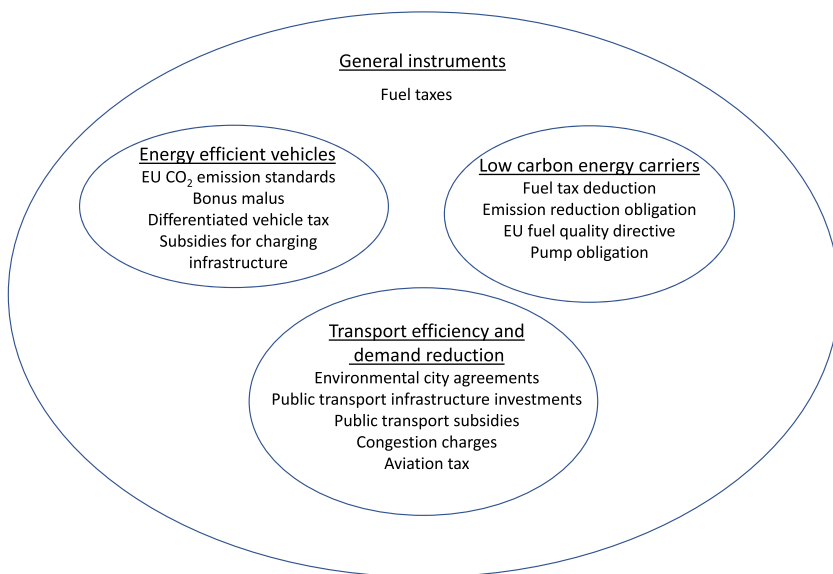 General instruments
Fuel taxes
Energy efficient vehicles
EU CO₂ emission standards
Bonus malus
Differentiated vehicle tax
Subsidies for charging
infrastructure
Low carbon energy carriers
Fuel tax deduction
Emission reduction obligation
EU fuel quality directive
Pump obligation
Transport efficiency and
demand reduction
Environmental city agreements
Public transport infrastructure investments
Public transport subsidies
Congestion charges
Aviation tax